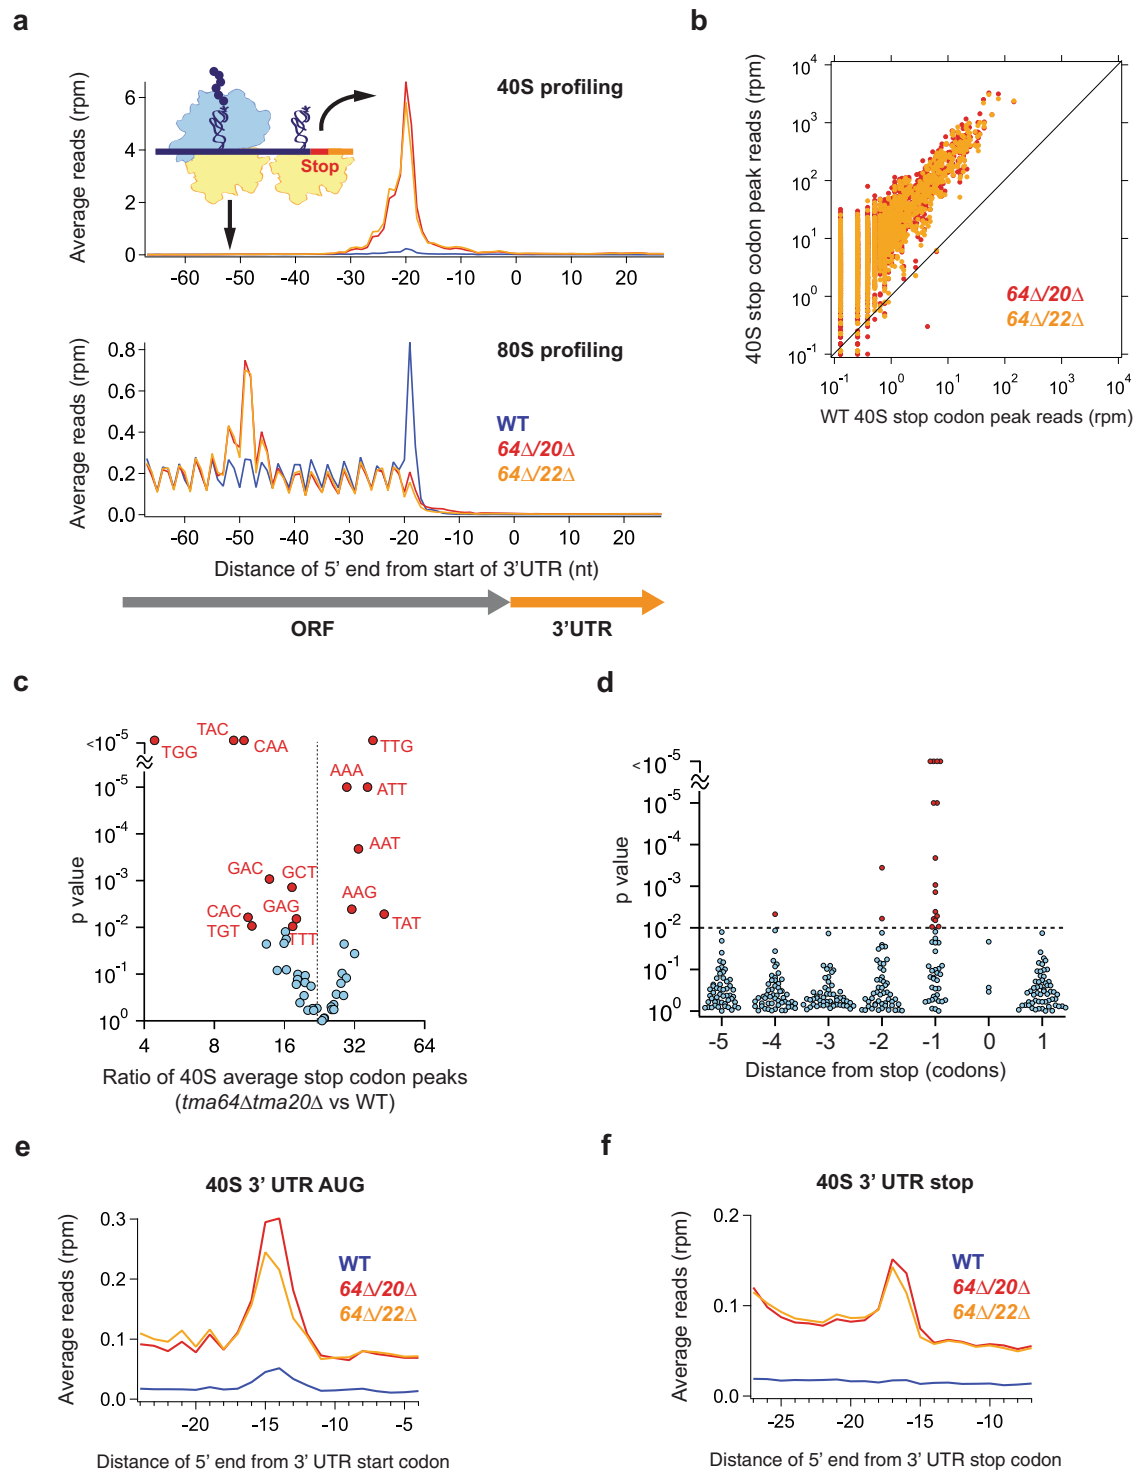 a
40S profiling
Average reads (rpm)
6
4
2
0
Stop
-60 -50 -40 -30 -20 -10 0 10 20
80S profiling
Average reads (rpm)
0.8
0.6
0.4
0.2
0.0
WT
64Δ/20Δ
64Δ/22Δ
-60 -50 -40 -30 -20 -10 0 10 20
Distance of 5' end from start of 3'UTR (nt)
ORF
3'UTR
b
40S stop codon peak reads (rpm)
10^4
10^3
10^2
10^1
10^0
10^-1
64Δ/20Δ
64Δ/22Δ
10^-1 10^0 10^1 10^2 10^3 10^4
WT 40S stop codon peak reads (rpm)
c
p value
<10^-5
10^-5
10^-4
10^-3
10^-2
10^-1
10^0
TGG
TAC
CAA
TTG
AAA
ATT
AAT
GAC
GCT
AAG
CAC
GAG
TAT
TGT
TTT
4 8 16 32 64
Ratio of 40S average stop codon peaks
(tma64Δtma20Δ vs WT)
d
p value
<10^-5
10^-5
10^-4
10^-3
10^-2
10^-1
10^0
-5 -4 -3 -2 -1 0 1
Distance from stop (codons)
e
40S 3' UTR AUG
Average reads (rpm)
0.3
0.2
0.1
0.0
WT
64Δ/20Δ
64Δ/22Δ
-20 -15 -10 -5
Distance of 5' end from 3' UTR start codon
f
40S 3' UTR stop
Average reads (rpm)
0.2
0.1
0.0
WT
64Δ/20Δ
64Δ/22Δ
-25 -20 -15 -10
Distance of 5' end from 3' UTR stop codon